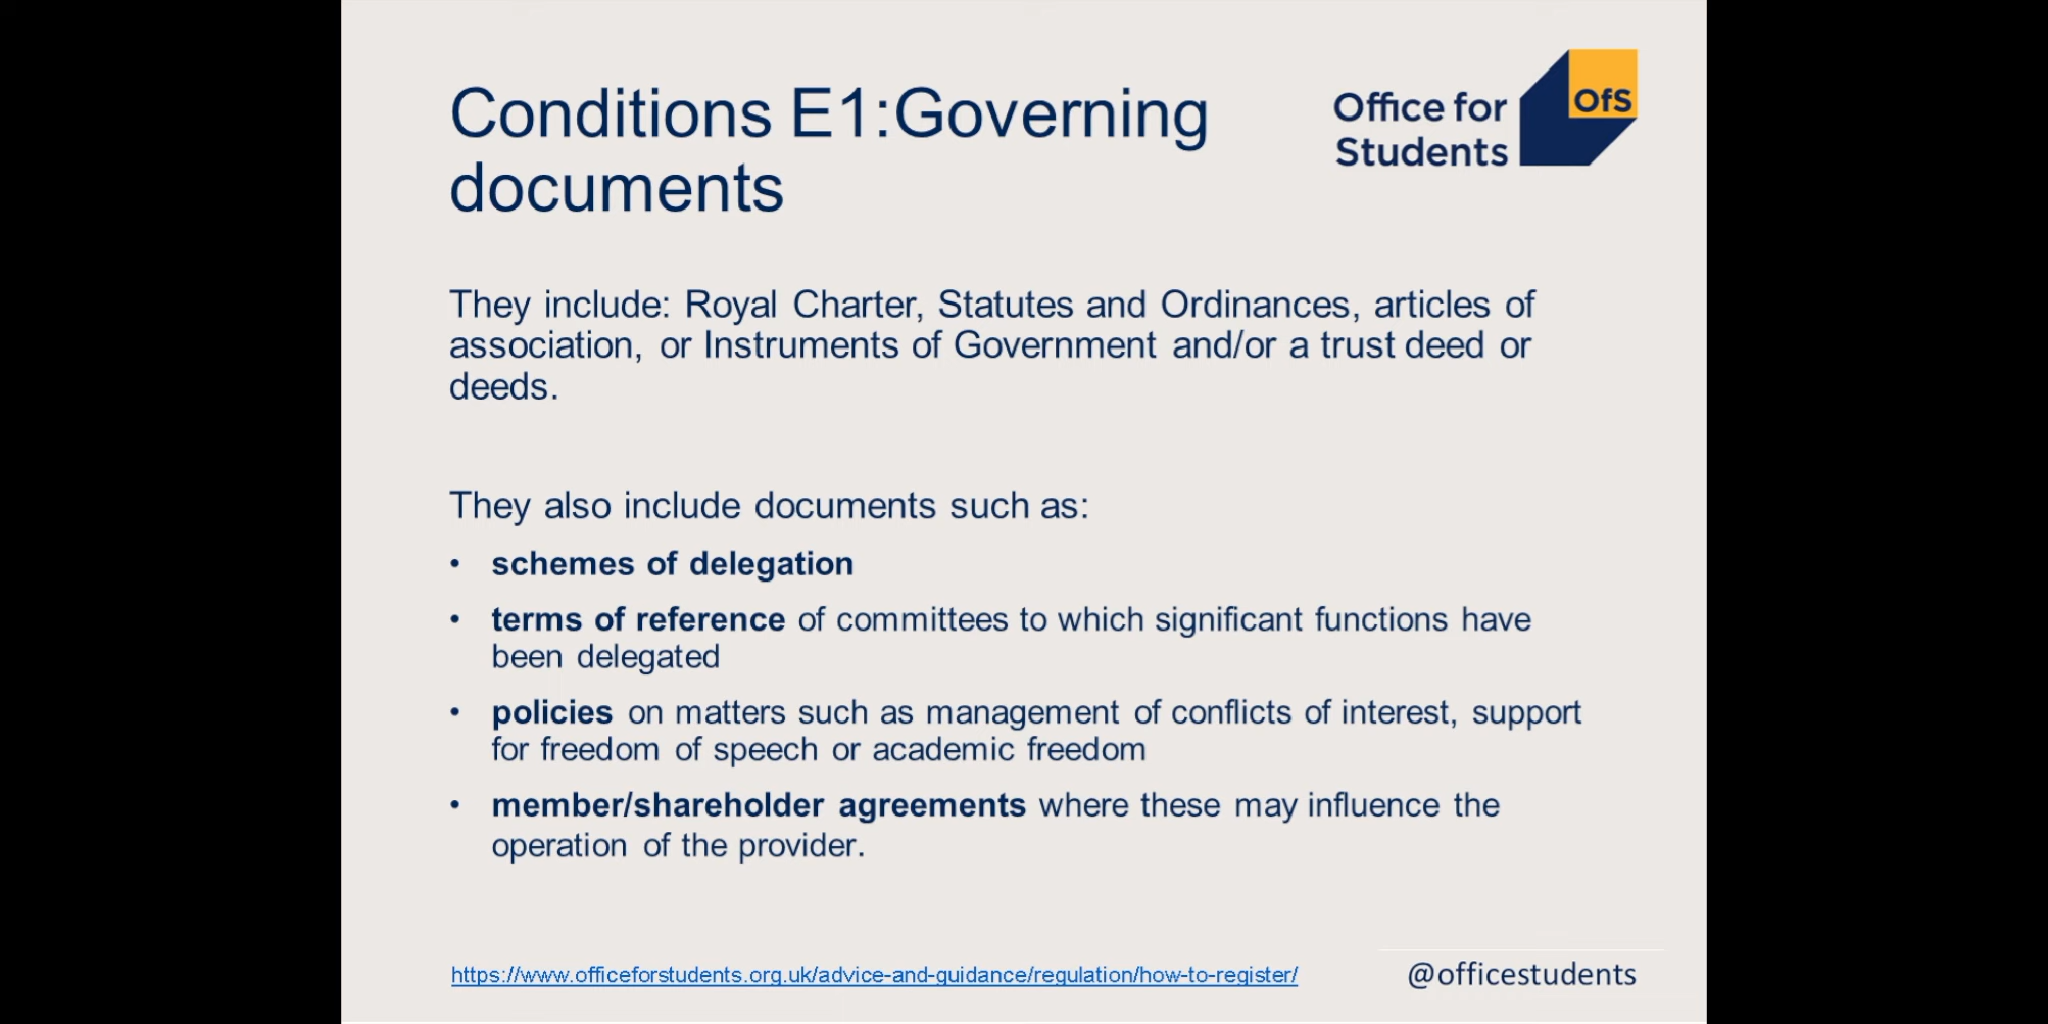 Conditions E1:Governing
documents
Office for
Students
OfS
They include: Royal Charter, Statutes and Ordinances, articles of
association, or Instruments of Government and/or a trust deed or
deeds.
They also include documents such as:
• schemes of delegation
• terms of reference of committees to which significant functions have
been delegated
• policies on matters such as management of conflicts of interest, support
for freedom of speech or academic freedom
• member/shareholder agreements where these may influence the
operation of the provider.
https://www.officeforstudents.org.uk/advice-and-guidance/regulation/how-to-register/
@officestudents